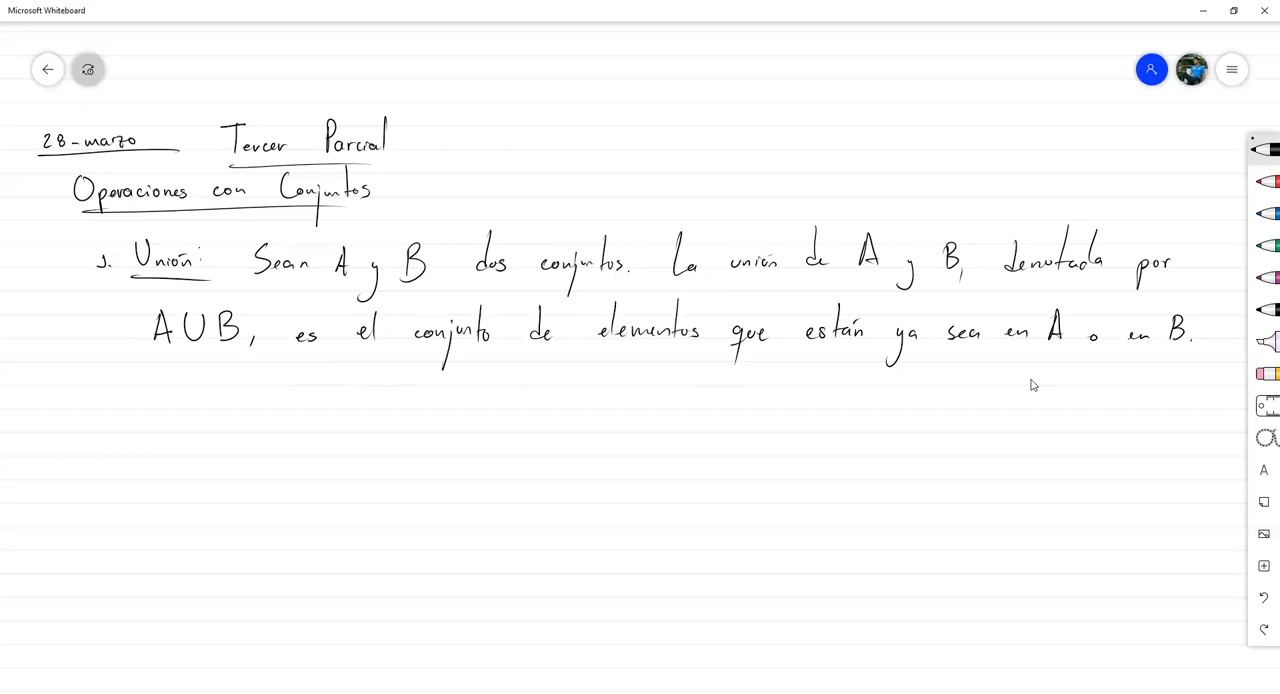 Microsoft Whiteboard
28-marzo Tercer Parcial
Operaciones con Conjuntos
1. Unión: Sean A y B dos conjuntos. La unión de A y B, denotada por
A ∪ B, es el conjunto de elementos que están ya sea en A o en B.
A